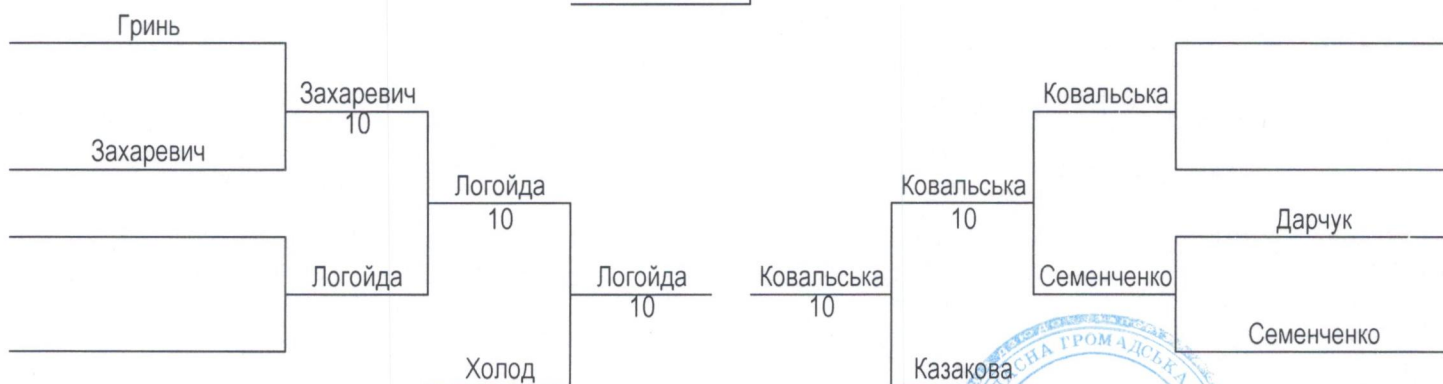 Гринь
Захаревич
10
Захаревич
Логойда
10
Логойда
Логойда
10
Холод
Ковальська
Ковальська
10
Дарчук
Ковальська
10
Семенченко
Семенченко
Казакова
ГРОМАДСЬКА